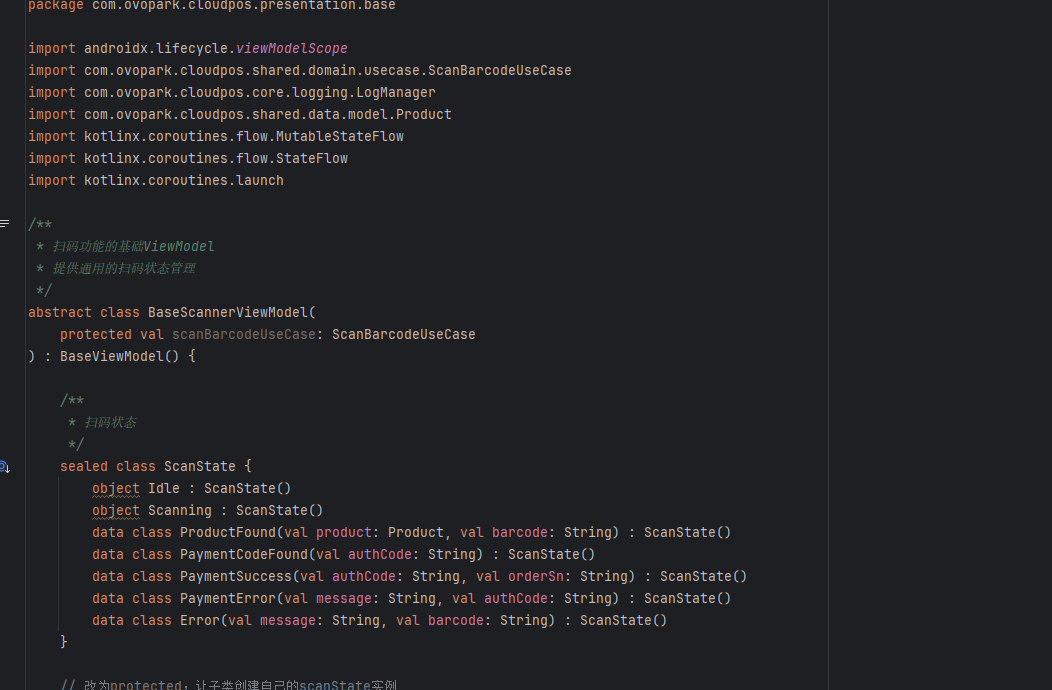 package com.ovopark.cloudpos.presentation.base
import androidx.lifecycle.viewModelScope
import com.ovopark.cloudpos.shared.domain.usecase.ScanBarcodeUseCase
import com.ovopark.cloudpos.core.logging.LogManager
import com.ovopark.cloudpos.shared.data.model.Product
import kotlinx.coroutines.flow.MutableStateFlow
import kotlinx.coroutines.flow.StateFlow
import kotlinx.coroutines.launch
/**
 * 扫码功能的基础ViewModel
 * 提供通用的扫码状态管理
 */
abstract class BaseScannerViewModel(
    protected val scanBarcodeUseCase: ScanBarcodeUseCase
) : BaseViewModel() {
    /**
     * 扫码状态
     */
    sealed class ScanState {
        object Idle : ScanState()
        object Scanning : ScanState()
        data class ProductFound(val product: Product, val barcode: String) : ScanState()
        data class PaymentCodeFound(val authCode: String) : ScanState()
        data class PaymentSuccess(val authCode: String, val orderSn: String) : ScanState()
        data class PaymentError(val message: String, val authCode: String) : ScanState()
        data class Error(val message: String, val barcode: String) : ScanState()
    }
    // 改为protected，让子类创建自己的scanState实例